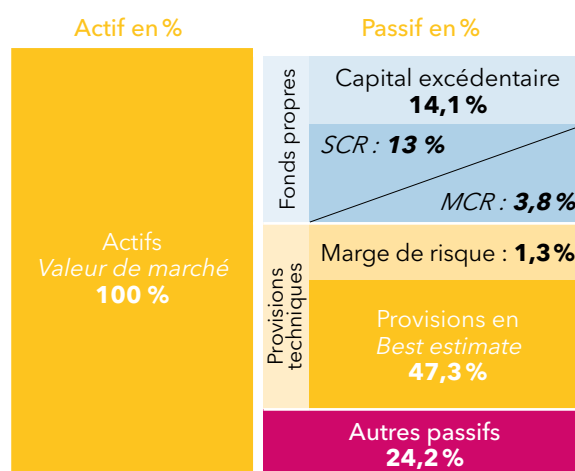 Actif en %
Passif en %
Actifs
Valeur de marché
100 %
Fonds propres
Capital excédentaire
14,1 %
SCR : 13 %
MCR : 3,8 %
Provisions
techniques
Marge de risque : 1,3 %
Provisions en
Best estimate
47,3 %
Autres passifs
24,2 %